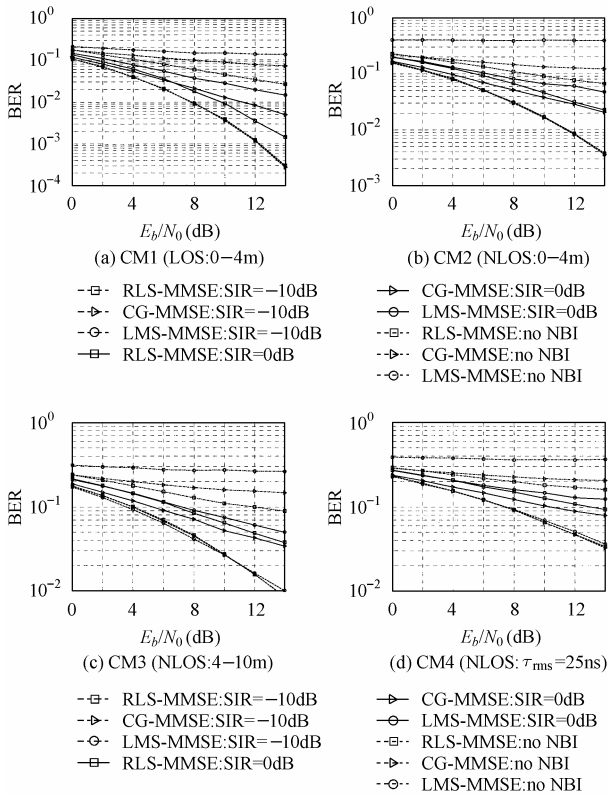 10^0
10^-1
10^-2
10^-3
10^-4
BER
0 4 8 12
E_b/N_0 (dB)
(a) CM1 (LOS:0−4m)
10^0
10^-1
10^-2
10^-3
BER
0 4 8 12
E_b/N_0 (dB)
(b) CM2 (NLOS:0−4m)
RLS-MMSE:SIR=−10dB
CG-MMSE:SIR=−10dB
LMS-MMSE:SIR=−10dB
RLS-MMSE:SIR=0dB
CG-MMSE:SIR=0dB
LMS-MMSE:SIR=0dB
RLS-MMSE:no NBI
CG-MMSE:no NBI
LMS-MMSE:no NBI
10^0
10^-1
10^-2
BER
0 4 8 12
E_b/N_0 (dB)
(c) CM3 (NLOS:4−10m)
10^0
10^-1
10^-2
BER
0 4 8 12
E_b/N_0 (dB)
(d) CM4 (NLOS: τ_rms=25ns)
RLS-MMSE:SIR=−10dB
CG-MMSE:SIR=−10dB
LMS-MMSE:SIR=−10dB
RLS-MMSE:SIR=0dB
CG-MMSE:SIR=0dB
LMS-MMSE:SIR=0dB
RLS-MMSE:no NBI
CG-MMSE:no NBI
LMS-MMSE:no NBI